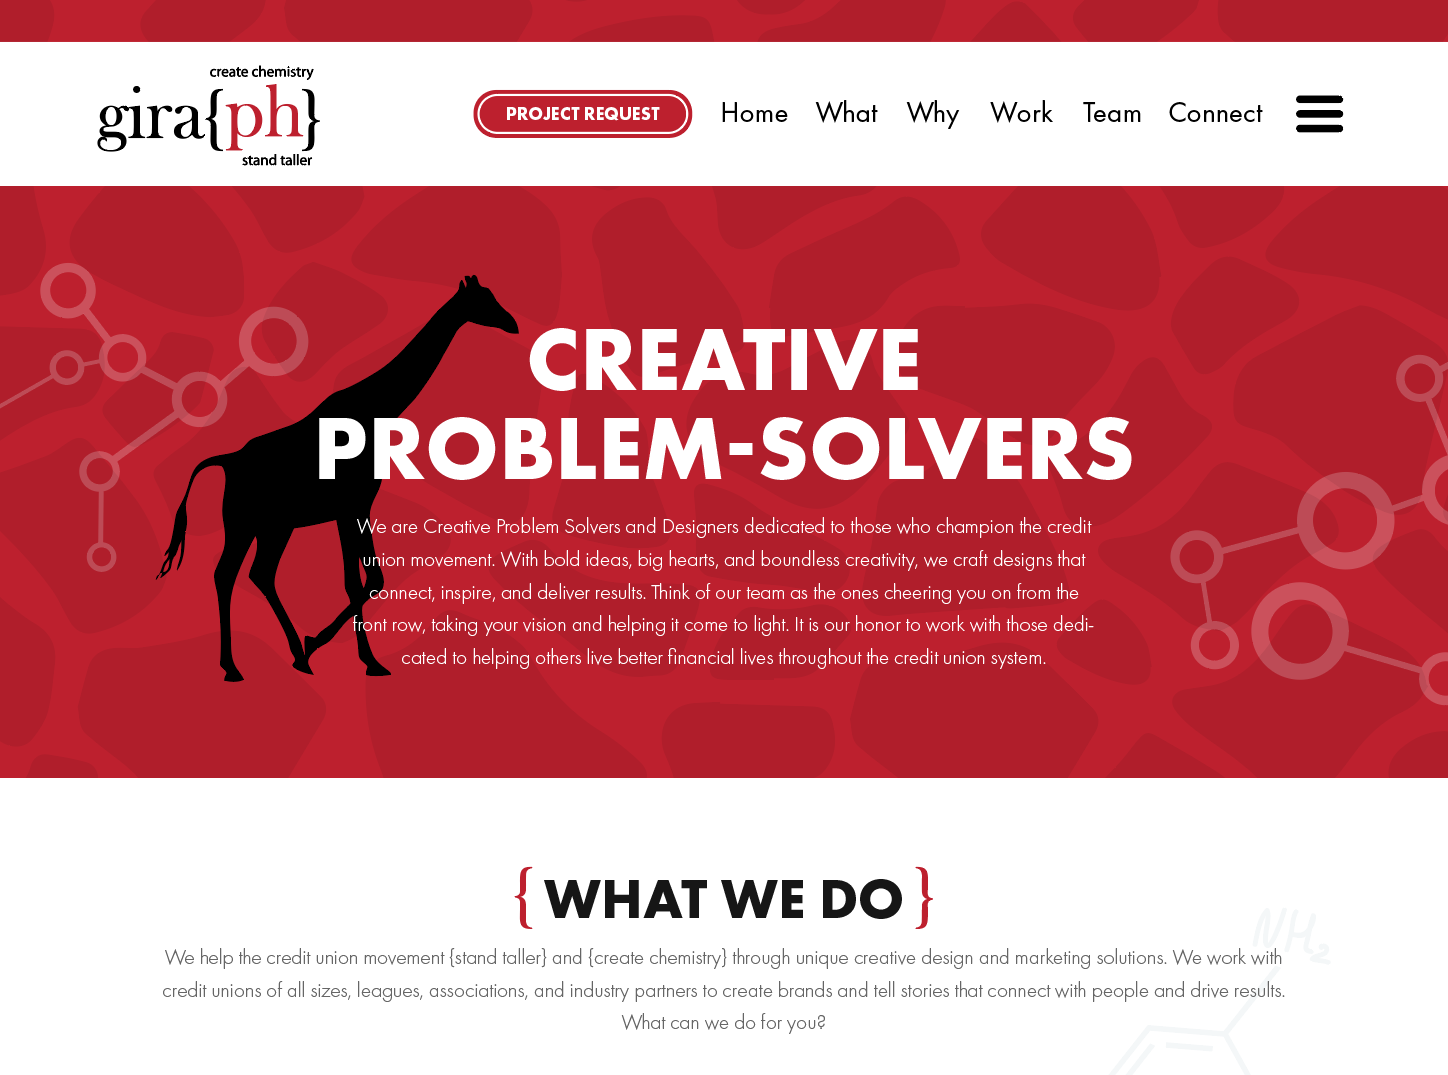 create chemistry
gira{ph}
stand taller
PROJECT REQUEST
Home What Why Work Team Connect
CREATIVE
PROBLEM-SOLVERS
We are Creative Problem Solvers and Designers dedicated to those who champion the credit
union movement. With bold ideas, big hearts, and boundless creativity, we craft designs that
connect, inspire, and deliver results. Think of our team as the ones cheering you on from the
front row, taking your vision and helping it come to light. It is our honor to work with those dedi-
cated to helping others live better financial lives throughout the credit union system.
{WHAT WE DO}
We help the credit union movement {stand taller} and {create chemistry} through unique creative design and marketing solutions. We work with
credit unions of all sizes, leagues, associations, and industry partners to create brands and tell stories that connect with people and drive results.
What can we do for you?
NH2